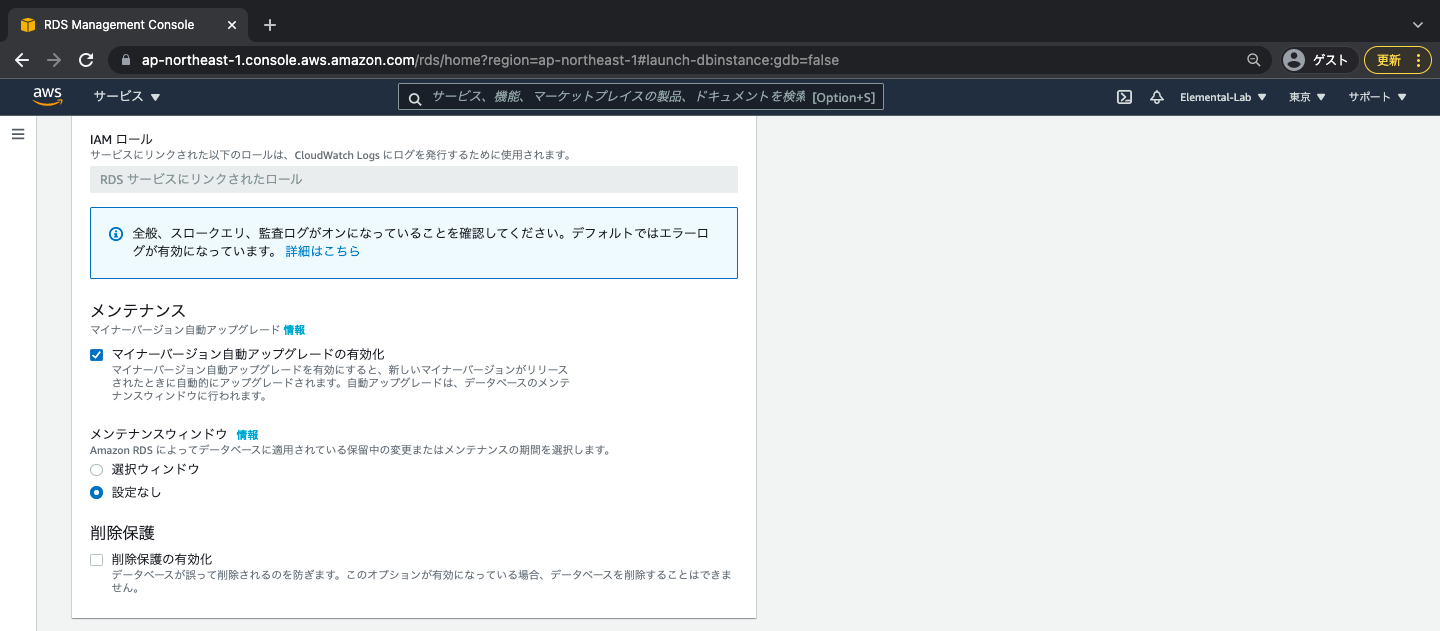 RDS Management Console
ap-northeast-1.console.aws.amazon.com/rds/home?region=ap-northeast-1#launch-dbinstance:gdb=false
ゲスト
更新
aws
サービス ▼
サービス、機能、マーケットプレイスの製品、ドキュメントを検索 [Option+S]
Elemental-Lab ▼
東京 ▼
サポート ▼
IAM ロール
サービスにリンクされた以下のロールは、CloudWatch Logs にログを発行するために使用されます。
RDS サービスにリンクされたロール
全般、スロークエリ、監査ログがオンになっていることを確認してください。デフォルトではエラーロ
グが有効になっています。 詳細はこちら
メンテナンス
マイナーバージョン自動アップグレード 情報
マイナーバージョン自動アップグレードの有効化
マイナーバージョン自動アップグレードを有効にすると、新しいマイナーバージョンがリリース
されたときに自動的にアップグレードされます。自動アップグレードは、データベースのメンテ
ナンスウィンドウに行われます。
メンテナンスウィンドウ 情報
Amazon RDS によってデータベースに適用されている保留中の変更またはメンテナンスの期間を選択します。
選択ウィンドウ
設定なし
削除保護
削除保護の有効化
データベースが誤って削除されるのを防ぎます。このオプションが有効になっている場合、データベースを削除することはできま
せん。